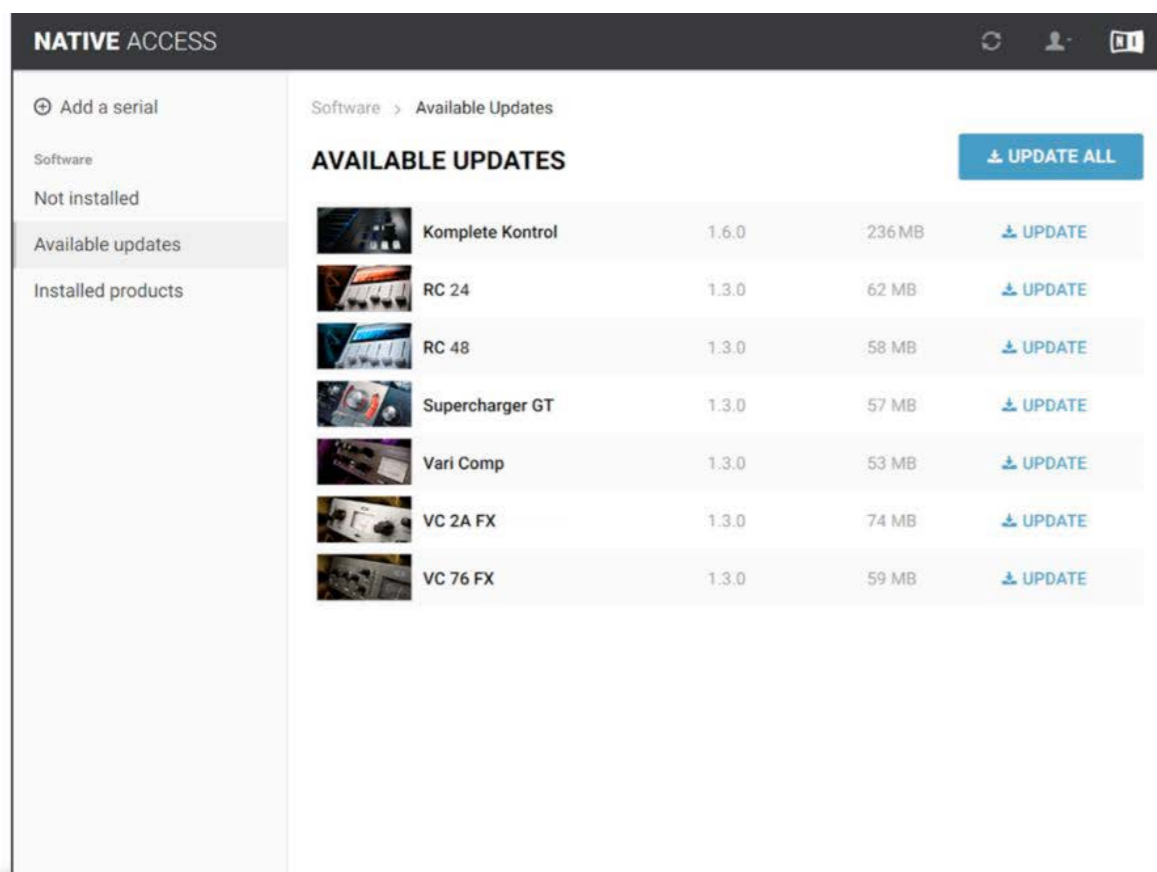 NATIVE ACCESS
NI
Add a serial
Software
Not installed
Available updates
Installed products
Software > Available Updates
AVAILABLE UPDATES
UPDATE ALL
Komplete Kontrol 1.6.0 236 MB UPDATE
RC 24 1.3.0 62 MB UPDATE
RC 48 1.3.0 58 MB UPDATE
Supercharger GT 1.3.0 57 MB UPDATE
Vari Comp 1.3.0 53 MB UPDATE
VC 2A FX 1.3.0 74 MB UPDATE
VC 76 FX 1.3.0 59 MB UPDATE